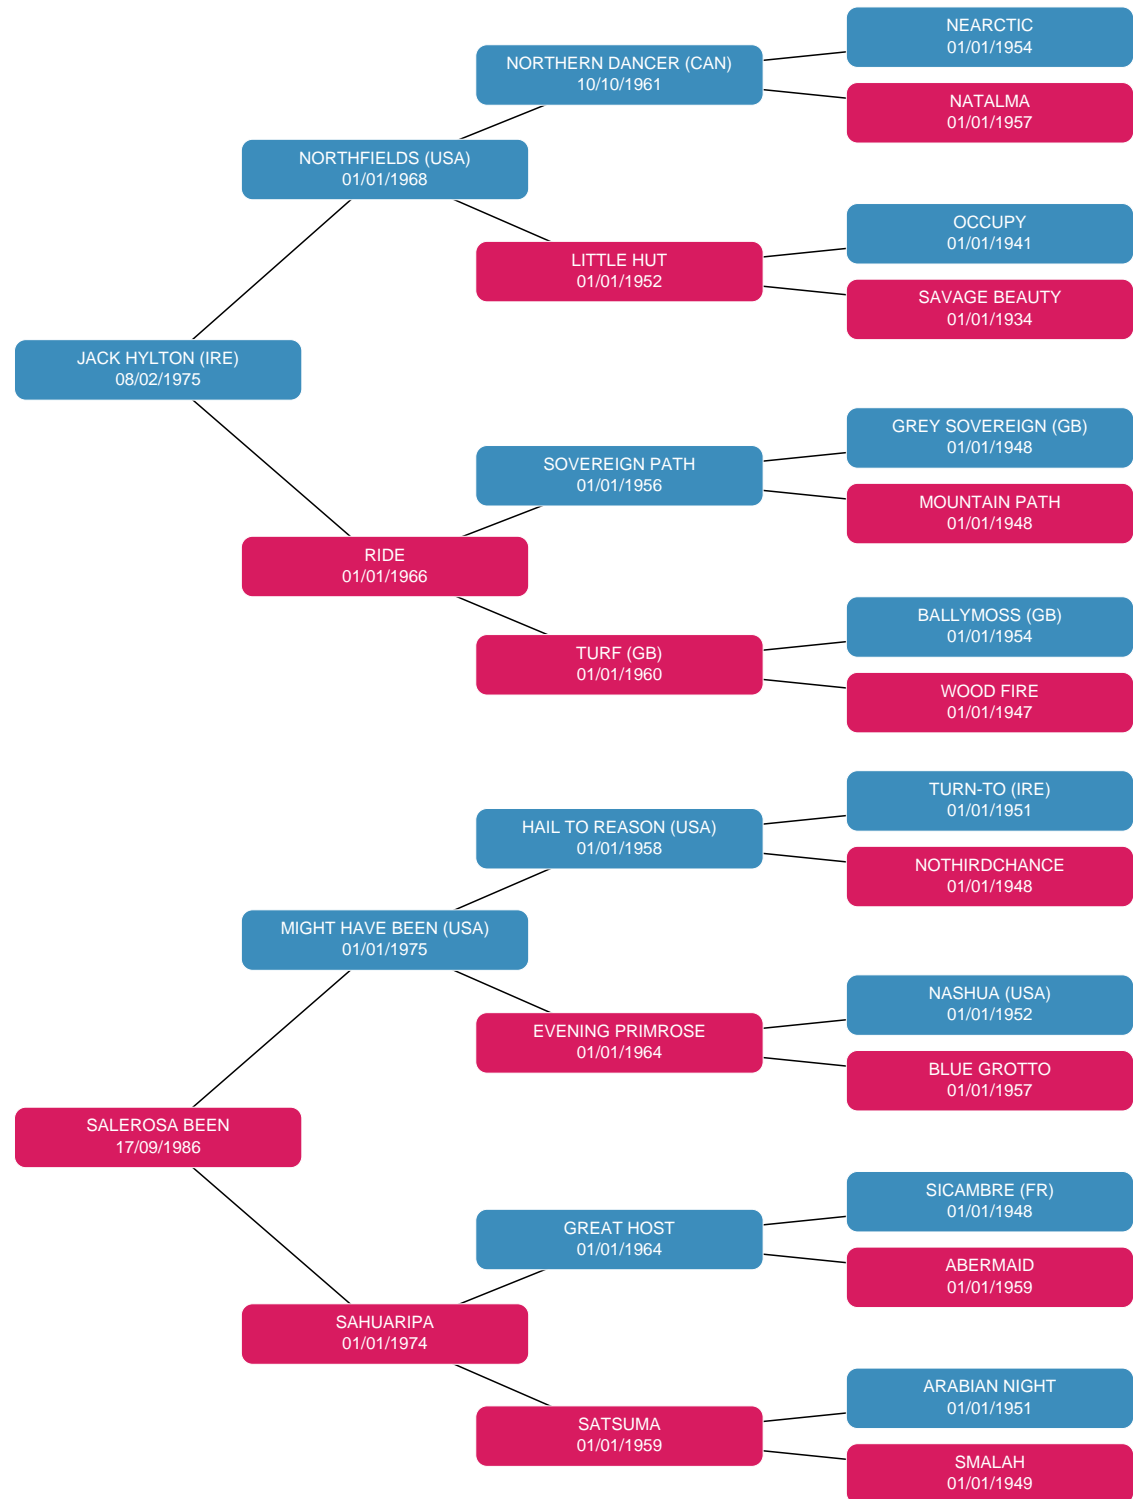 NEARCTIC
01/01/1954
NORTHERN DANCER (CAN)
10/10/1961
NATALMA
01/01/1957
NORTHFIELDS (USA)
01/01/1968
OCCUPY
01/01/1941
LITTLE HUT
01/01/1952
SAVAGE BEAUTY
01/01/1934
JACK HYLTON (IRE)
08/02/1975
GREY SOVEREIGN (GB)
01/01/1948
SOVEREIGN PATH
01/01/1956
MOUNTAIN PATH
01/01/1948
RIDE
01/01/1966
BALLYMOSS (GB)
01/01/1954
TURF (GB)
01/01/1960
WOOD FIRE
01/01/1947
TURN-TO (IRE)
01/01/1951
HAIL TO REASON (USA)
01/01/1958
NOTHIRDCHANCE
01/01/1948
MIGHT HAVE BEEN (USA)
01/01/1975
NASHUA (USA)
01/01/1952
EVENING PRIMROSE
01/01/1964
BLUE GROTTO
01/01/1957
SALEROSA BEEN
17/09/1986
SICAMBRE (FR)
01/01/1948
GREAT HOST
01/01/1964
ABERMAID
01/01/1959
SAHUARIPA
01/01/1974
ARABIAN NIGHT
01/01/1951
SATSUMA
01/01/1959
SMALAH
01/01/1949